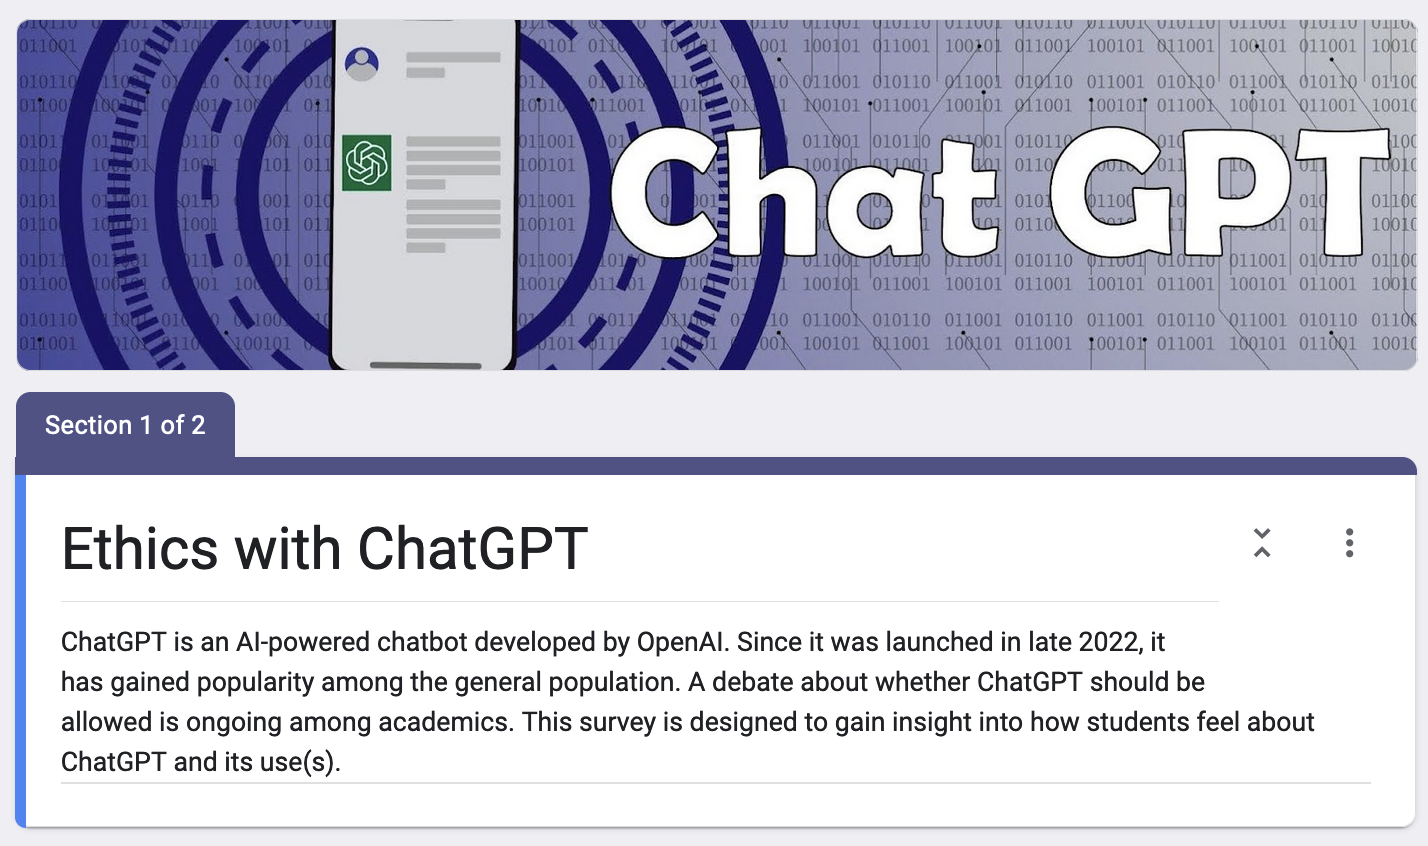 Chat GPT
Section 1 of 2
Ethics with ChatGPT
ChatGPT is an AI-powered chatbot developed by OpenAI. Since it was launched in late 2022, it
has gained popularity among the general population. A debate about whether ChatGPT should be
allowed is ongoing among academics. This survey is designed to gain insight into how students feel about
ChatGPT and its use(s).